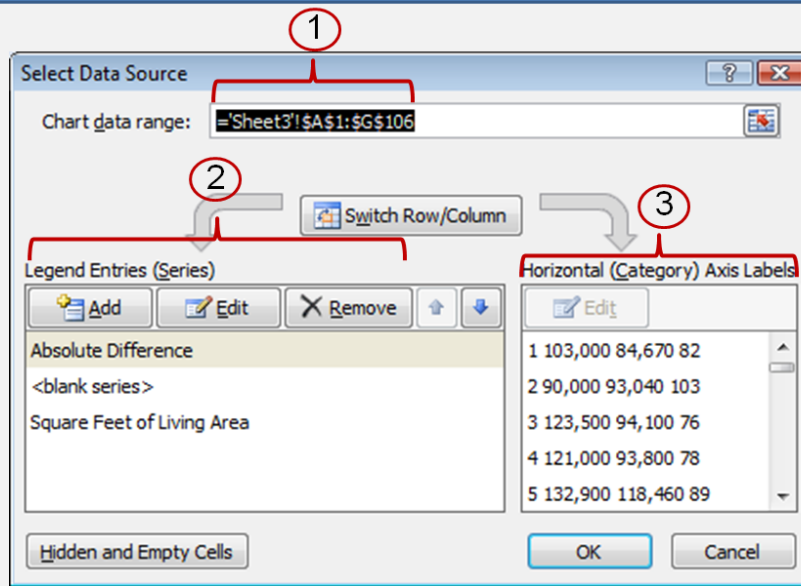 1
Select Data Source
Chart data range: ='Sheet3'!$A$1:$G$106
2
Switch Row/Column
3
Legend Entries (Series)
Horizontal (Category) Axis Labels
Add Edit Remove
Edit
Absolute Difference
<blank series>
Square Feet of Living Area
1 103,000 84,670 82
2 90,000 93,040 103
3 123,500 94,100 76
4 121,000 93,800 78
5 132,900 118,460 89
Hidden and Empty Cells
OK
Cancel